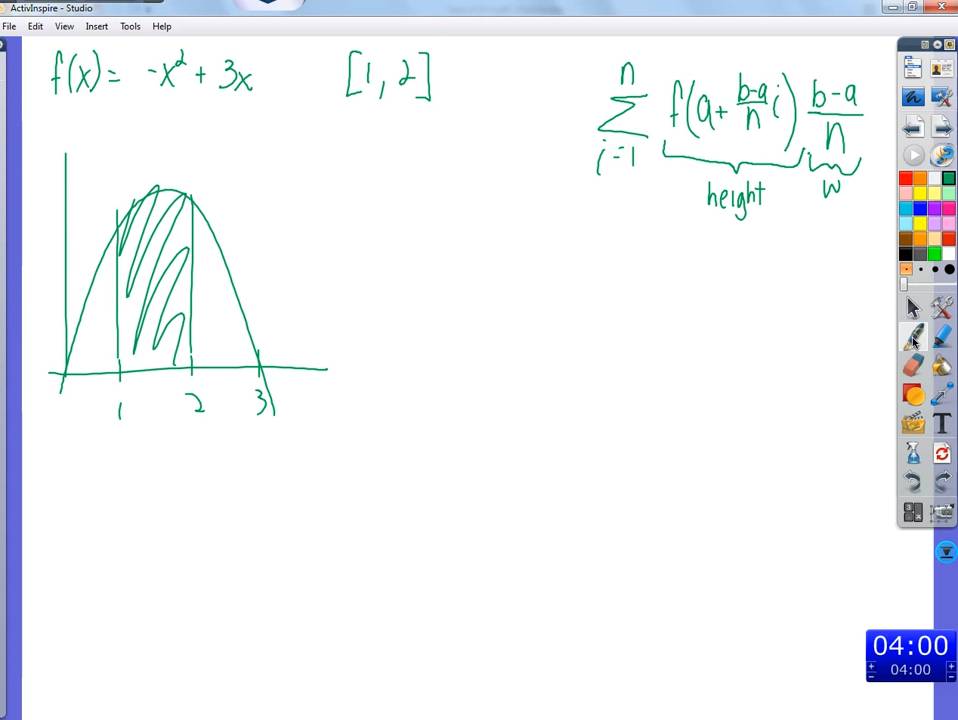 ActivInspire - Studio
File Edit View Insert Tools Help
f(x) = -x² + 3x [1, 2]
n
∑ f(a + b-a/n i) b-a/n
i=1
height w
1 2 3
04:00
04:00